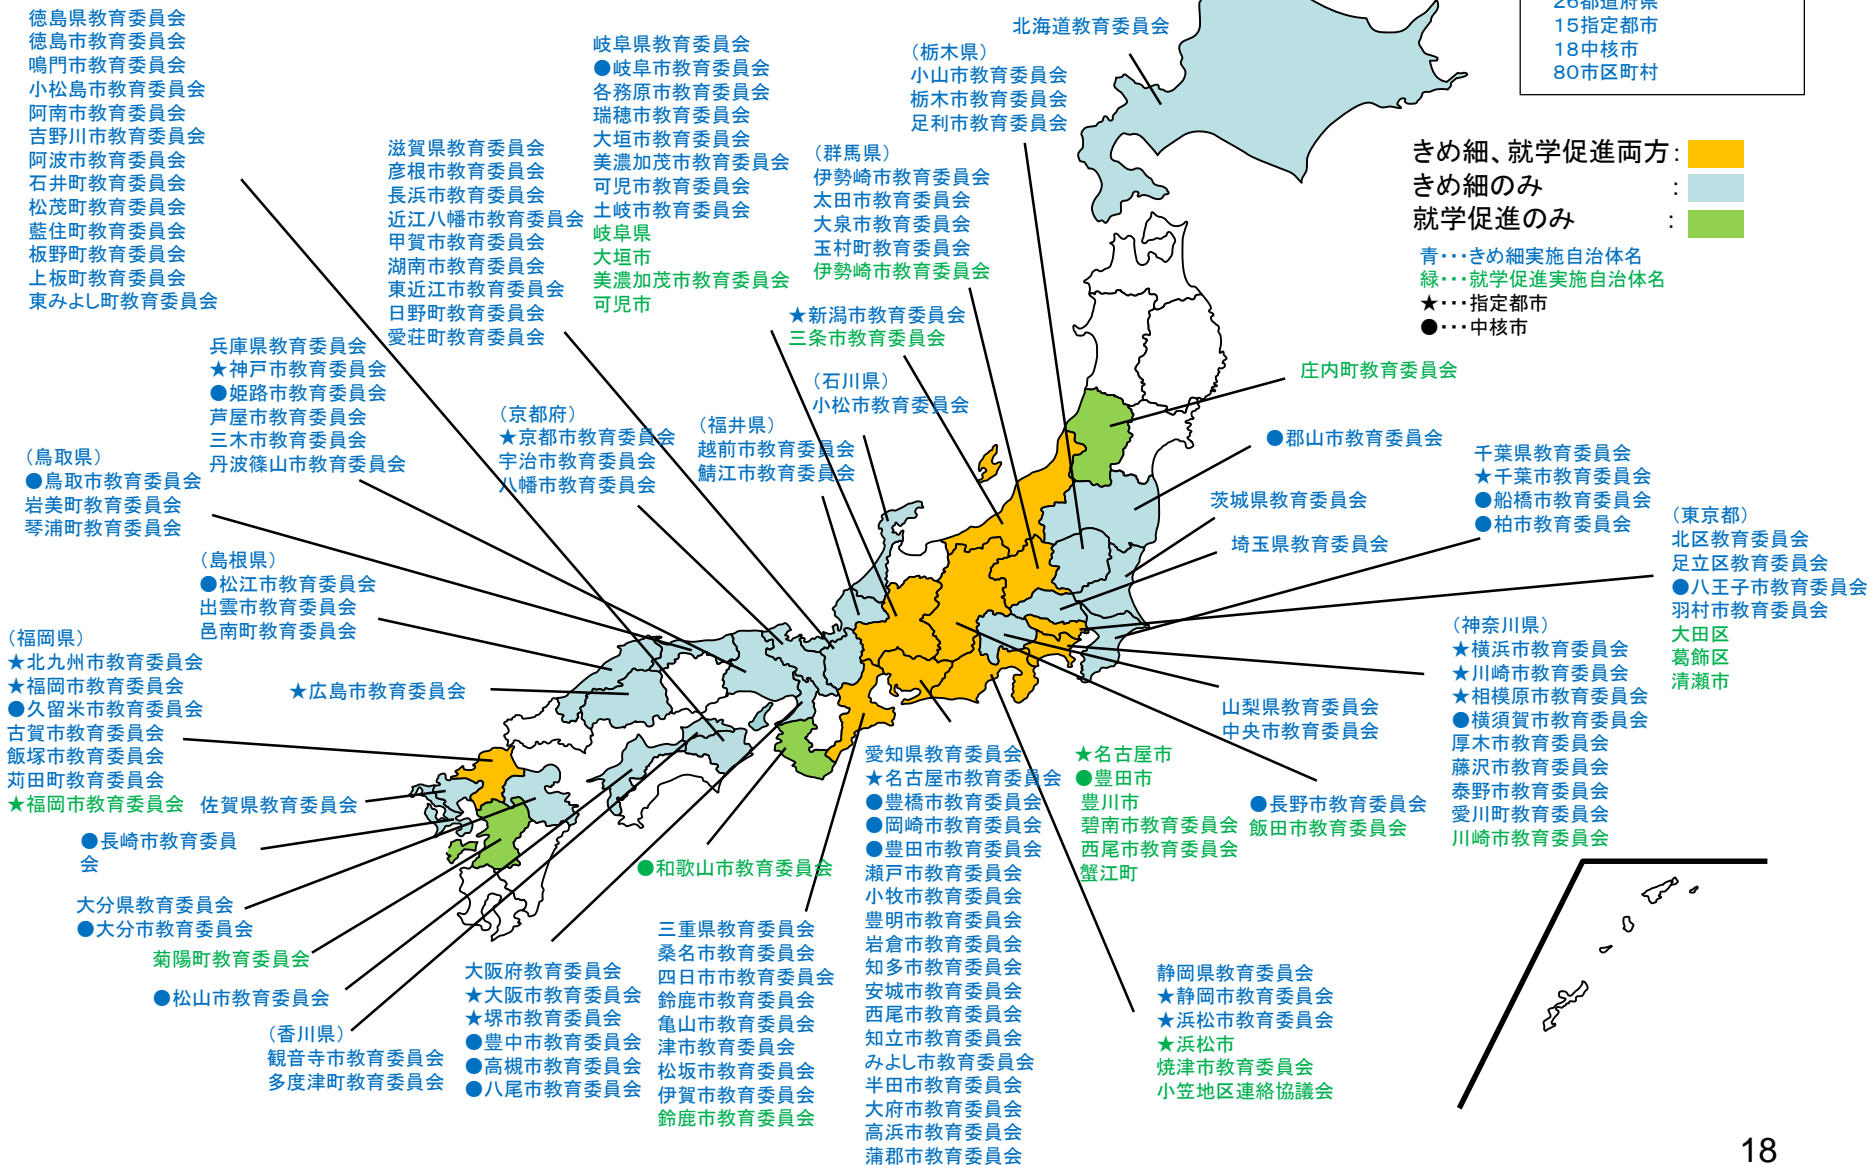 徳島県教育委員会
徳島市教育委員会
鳴門市教育委員会
小松島市教育委員会
阿南市教育委員会
吉野川市教育委員会
阿波市教育委員会
石井町教育委員会
松茂町教育委員会
藍住町教育委員会
板野町教育委員会
上板町教育委員会
東みよし町教育委員会
滋賀県教育委員会
彦根市教育委員会
長浜市教育委員会
近江八幡市教育委員会
甲賀市教育委員会
湖南市教育委員会
東近江市教育委員会
日野町教育委員会
愛荘町教育委員会
岐阜県教育委員会
●岐阜市教育委員会
各務原市教育委員会
瑞穂市教育委員会
大垣市教育委員会
美濃加茂市教育委員会
可児市教育委員会
土岐市教育委員会
岐阜県
大垣市
美濃加茂市教育委員会
可児市
(栃木県)
小山市教育委員会
栃木市教育委員会
足利市教育委員会
北海道教育委員会
26都道府県
15指定都市
18中核市
80市区町村
(群馬県)
伊勢崎市教育委員会
太田市教育委員会
大泉町教育委員会
玉村町教育委員会
伊勢崎市教育委員会
きめ細、就学促進両方:
きめ細のみ :
就学促進のみ :
青・・・きめ細実施自治体名
緑・・・就学促進実施自治体名
★・・・指定都市
●・・・中核市
★新潟市教育委員会
三条市教育委員会
(石川県)
小松市教育委員会
庄内町教育委員会
兵庫県教育委員会
★神戸市教育委員会
●姫路市教育委員会
芦屋市教育委員会
三木市教育委員会
丹波篠山市教育委員会
(京都府)
★京都市教育委員会
宇治市教育委員会
八幡市教育委員会
(福井県)
越前市教育委員会
鯖江市教育委員会
●郡山市教育委員会
(鳥取県)
●鳥取市教育委員会
岩美町教育委員会
琴浦町教育委員会
茨城県教育委員会
埼玉県教育委員会
千葉県教育委員会
★千葉市教育委員会
●船橋市教育委員会
●柏市教育委員会
(東京都)
北区教育委員会
足立区教育委員会
●八王子市教育委員会
羽村市教育委員会
大田区
葛飾区
清瀬市
(島根県)
●松江市教育委員会
出雲市教育委員会
邑南町教育委員会
(福岡県)
★北九州市教育委員会
★福岡市教育委員会
●久留米市教育委員会
古賀市教育委員会
飯塚市教育委員会
苅田町教育委員会
★福岡市教育委員会
★広島市教育委員会
佐賀県教育委員会
(神奈川県)
★横浜市教育委員会
★川崎市教育委員会
★相模原市教育委員会
●横須賀市教育委員会
厚木市教育委員会
藤沢市教育委員会
秦野市教育委員会
愛川町教育委員会
川崎市教育委員会
山梨県教育委員会
中央市教育委員会
●長野市教育委員会
飯田市教育委員会
愛知県教育委員会
★名古屋市教育委員会
●豊橋市教育委員会
●岡崎市教育委員会
●豊田市教育委員会
瀬戸市教育委員会
小牧市教育委員会
豊明市教育委員会
岩倉市教育委員会
知多市教育委員会
安城市教育委員会
西尾市教育委員会
知立市教育委員会
みよし市教育委員会
半田市教育委員会
大府市教育委員会
高浜市教育委員会
蒲郡市教育委員会
★名古屋市
●豊田市
豊川市
碧南市教育委員会
西尾市教育委員会
蟹江町
●長崎市教育委員
会
●和歌山市教育委員会
大分県教育委員会
●大分市教育委員会
菊陽町教育委員会
●松山市教育委員会
(香川県)
観音寺市教育委員会
多度津町教育委員会
大阪府教育委員会
★大阪市教育委員会
★堺市教育委員会
●豊中市教育委員会
●高槻市教育委員会
●八尾市教育委員会
三重県教育委員会
桑名市教育委員会
四日市市教育委員会
鈴鹿市教育委員会
亀山市教育委員会
津市教育委員会
松坂市教育委員会
伊賀市教育委員会
鈴鹿市教育委員会
静岡県教育委員会
★静岡市教育委員会
★浜松市教育委員会
★浜松市
焼津市教育委員会
小笠地区連絡協議会
18